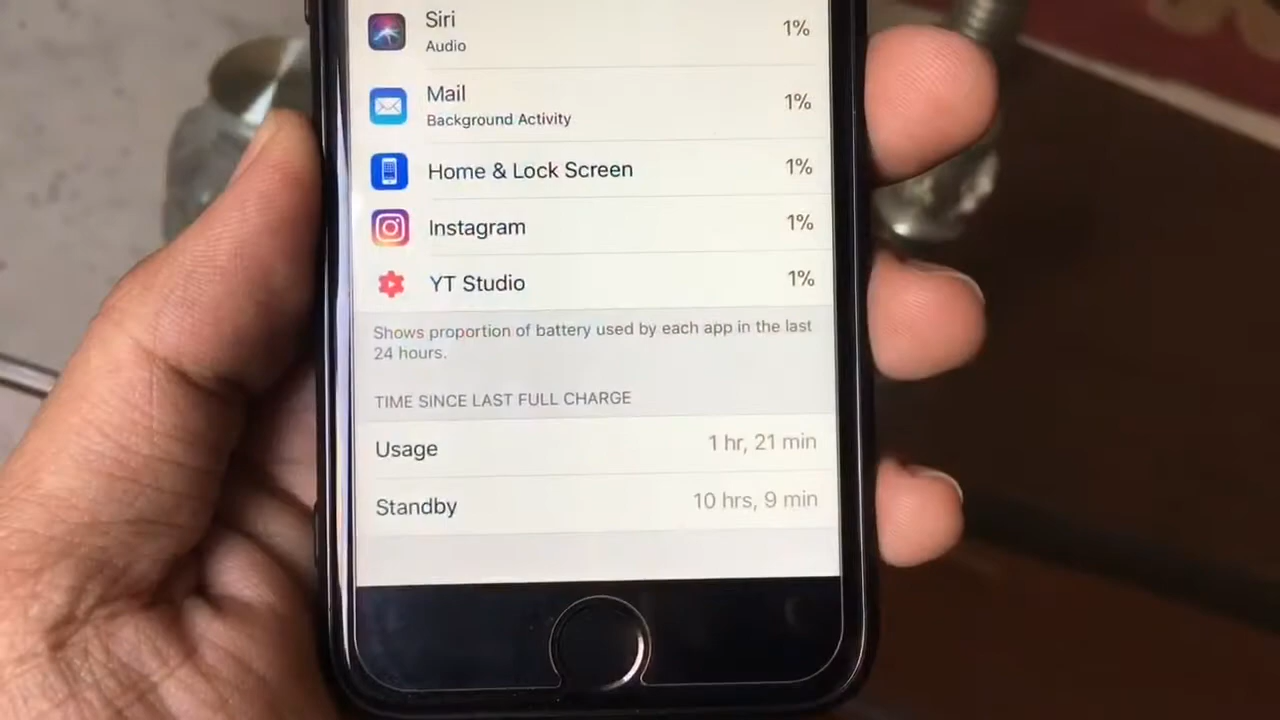 Siri 1%
Audio
Mail 1%
Background Activity
Home & Lock Screen 1%
Instagram 1%
YT Studio 1%
Shows proportion of battery used by each app in the last
24 hours.
TIME SINCE LAST FULL CHARGE
Usage 1 hr, 21 min
Standby 10 hrs, 9 min